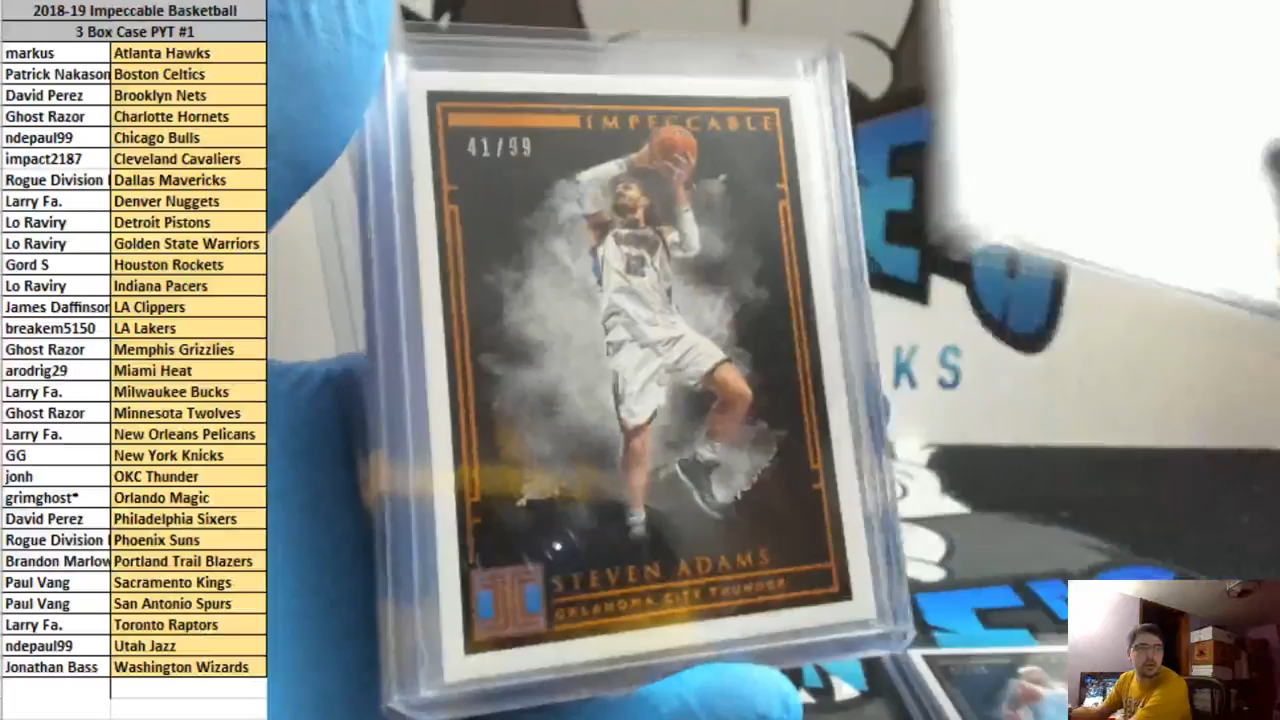 2018-19 Impeccable Basketball
3 Box Case PYT #1
markus Atlanta Hawks
Patrick Nakason Boston Celtics
David Perez Brooklyn Nets
Ghost Razor Charlotte Hornets
ndepaul99 Chicago Bulls
impact2187 Cleveland Cavaliers
Rogue Division Dallas Mavericks
Larry Fa. Denver Nuggets
Lo Raviry Detroit Pistons
Lo Raviry Golden State Warriors
Gord S Houston Rockets
Lo Raviry Indiana Pacers
James Daffinson LA Clippers
breakem5150 LA Lakers
Ghost Razor Memphis Grizzlies
arodrig29 Miami Heat
Larry Fa. Milwaukee Bucks
Ghost Razor Minnesota Twolves
Larry Fa. New Orleans Pelicans
GG New York Knicks
jonh OKC Thunder
grimghost* Orlando Magic
David Perez Philadelphia Sixers
Rogue Division Phoenix Suns
Brandon Marlow Portland Trail Blazers
Paul Vang Sacramento Kings
Paul Vang San Antonio Spurs
Larry Fa. Toronto Raptors
ndepaul99 Utah Jazz
Jonathan Bass Washington Wizards
IMPECCABLE
41/99
STEVEN ADAMS
OKLAHOMA CITY THUNDER
KS